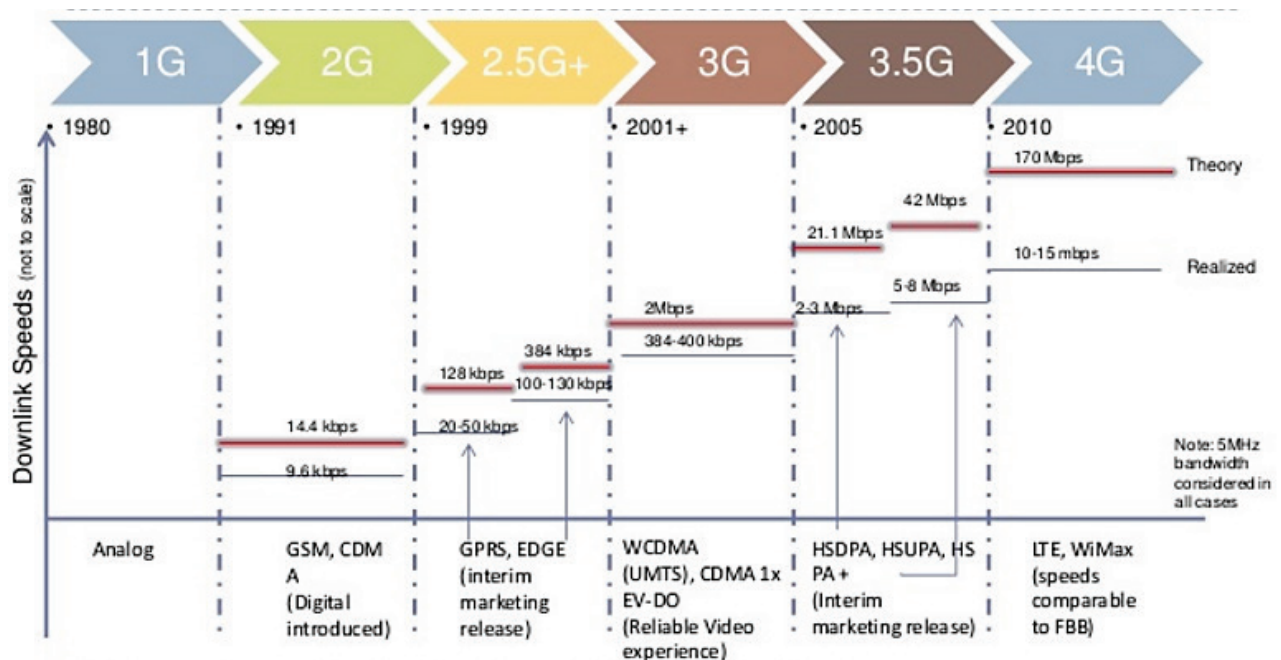 1G
2G
2.5G+
3G
3.5G
4G
• 1980
• 1991
• 1999
• 2001+
• 2005
• 2010
Downlink Speeds (not to scale)
170 Mbps
Theory
42 Mbps
21.1 Mbps
10-15 mbps
Realized
5-8 Mbps
2Mbps
2-3 Mbps
384-400 kbps
384 kbps
128 kbps
100-130 kbps
14.4 kbps
20-50 kbps
9.6 kbps
Note: 5MHz
bandwidth
considered in
all cases
Analog
GSM, CDM
A
(Digital
introduced)
GPRS, EDGE
(interim
marketing
release)
WCDMA
(UMTS), CDMA 1x
EV-DO
(Reliable Video
experience)
HSDPA, HSUPA, HS
PA+
(Interim
marketing release)
LTE, WiMax
(speeds
comparable
to FBB)